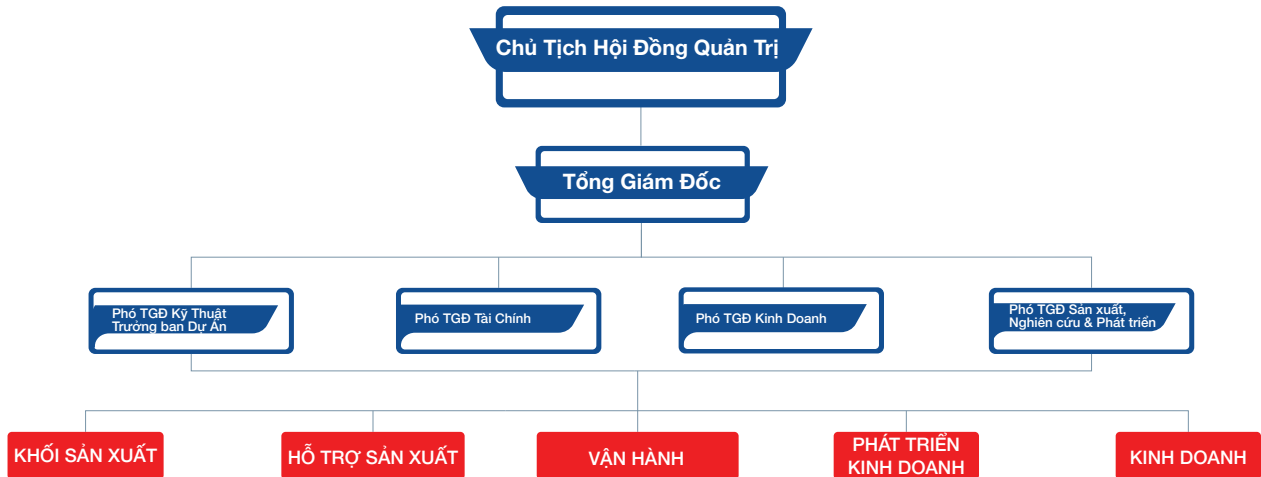 Chủ Tịch Hội Đồng Quản Trị
Tổng Giám Đốc
Phó TGĐ Kỹ Thuật
Trưởng ban Dự Án
Phó TGĐ Tài Chính
Phó TGĐ Kinh Doanh
Phó TGĐ Sản xuất,
Nghiên cứu & Phát triển
KHỐI SẢN XUẤT
HỖ TRỢ SẢN XUẤT
VẬN HÀNH
PHÁT TRIỂN
KINH DOANH
KINH DOANH